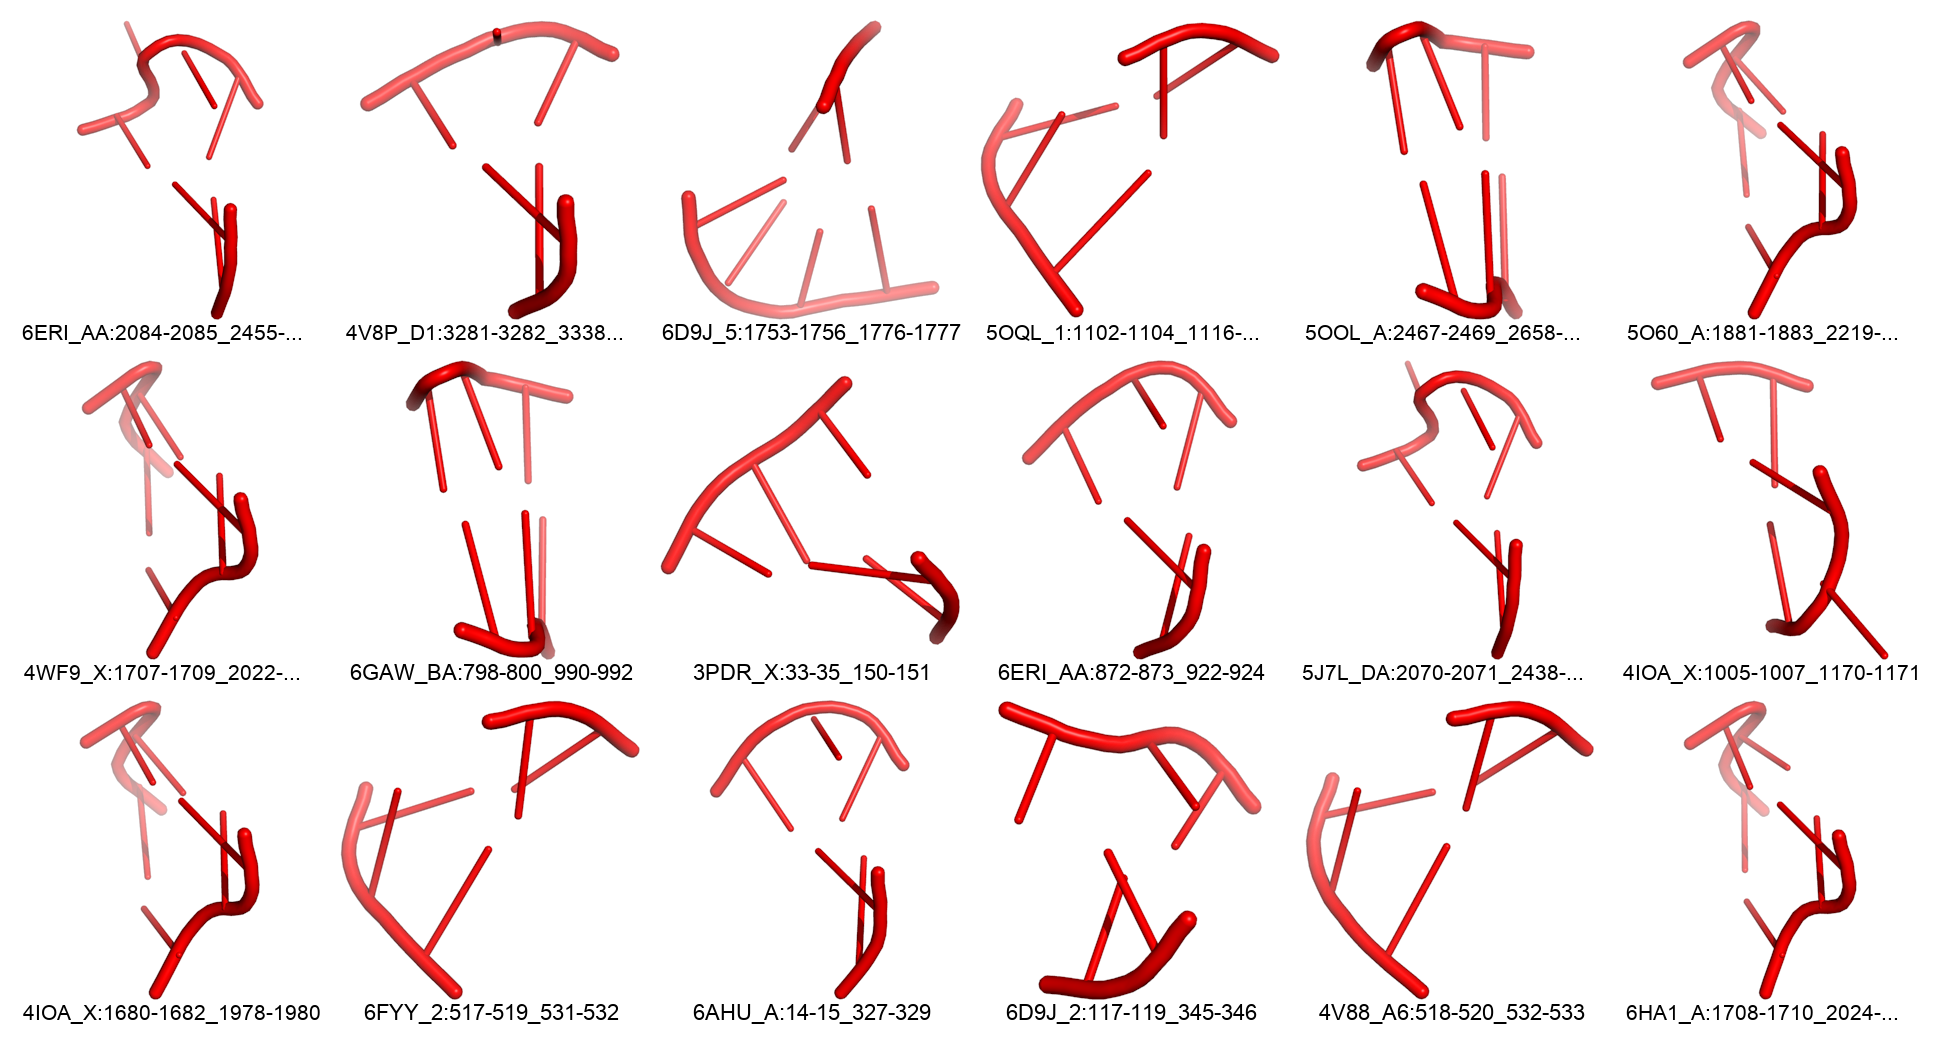 6ERI_AA:2084-2085_2455-...
4V8P_D1:3281-3282_3338...
6D9J_5:1753-1756_1776-1777
5OQL_1:1102-1104_1116-...
5OOL_A:2467-2469_2658-...
5O60_A:1881-1883_2219-...
4WF9_X:1707-1709_2022-...
6GAW_BA:798-800_990-992
3PDR_X:33-35_150-151
6ERI_AA:872-873_922-924
5J7L_DA:2070-2071_2438-...
4IOA_X:1005-1007_1170-1171
4IOA_X:1680-1682_1978-1980
6FYY_2:517-519_531-532
6AHU_A:14-15_327-329
6D9J_2:117-119_345-346
4V88_A6:518-520_532-533
6HA1_A:1708-1710_2024-...